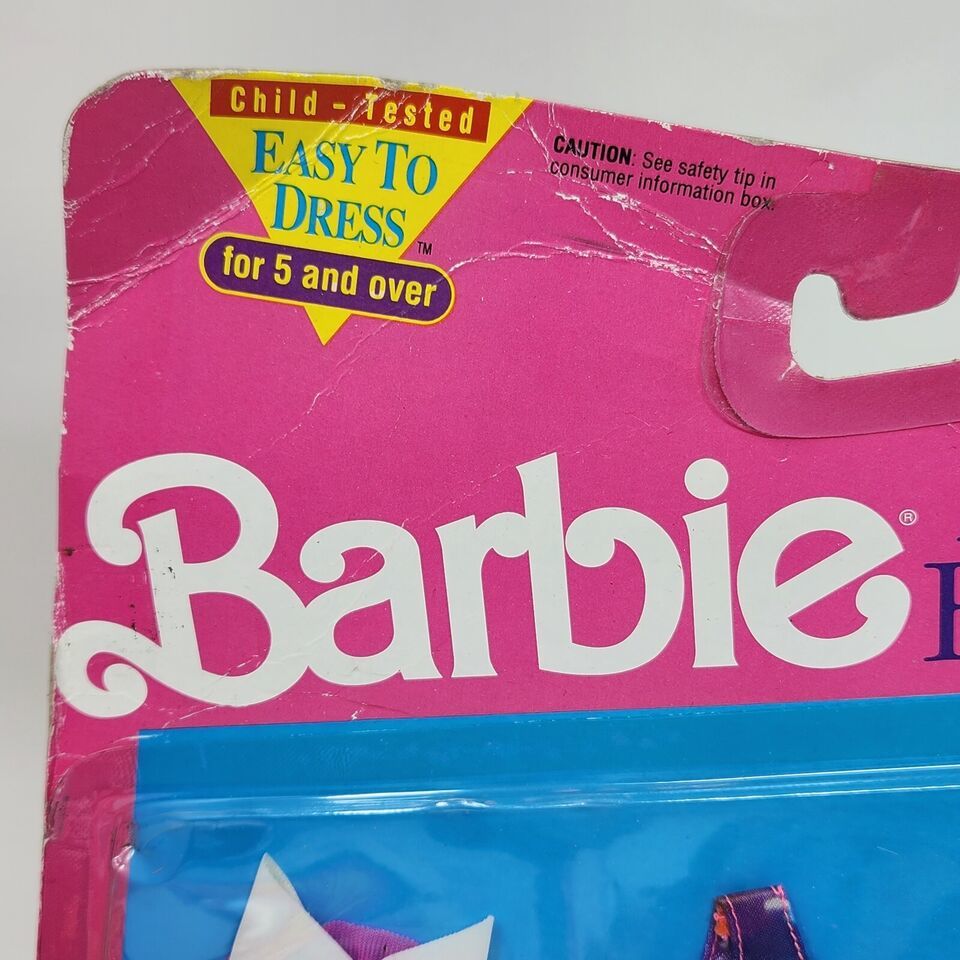 Child - Tested
EASY TO
DRESS ™
for 5 and over
CAUTION: See safety tip in
consumer information box.
Barbie®